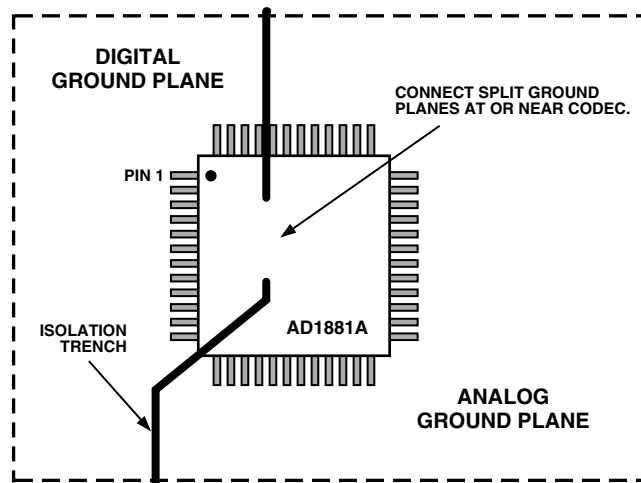 DIGITAL
GROUND PLANE
CONNECT SPLIT GROUND
PLANES AT OR NEAR CODEC.
PIN 1
AD1881A
ISOLATION
TRENCH
ANALOG
GROUND PLANE